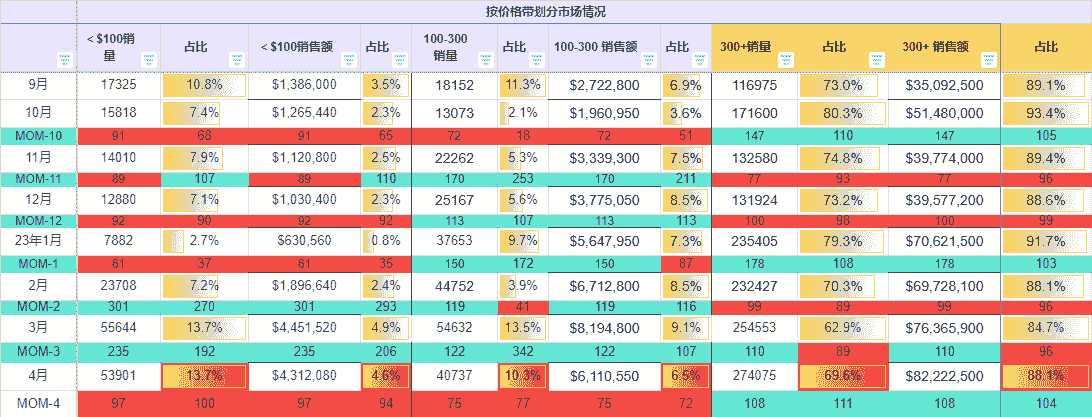 按价格带划分市场情况
< $100销量 占比 < $100销售额 占比 100-300 销量 占比 100-300 销售额 占比 300+销量 占比 300+ 销售额 占比
9月 17325 10.8% $1,386,000 3.5% 18152 11.3% $2,722,800 6.9% 116975 73.0% $35,092,500 89.1%
10月 15818 7.4% $1,265,440 2.3% 13073 2.1% $1,960,950 3.6% 171600 80.3% $51,480,000 93.4%
MOM-10 91 68 91 65 72 18 72 51 147 110 147 105
11月 14010 7.9% $1,120,800 2.5% 22262 5.3% $3,339,300 7.5% 132580 74.8% $39,774,000 89.4%
MOM-11 89 107 89 110 170 253 170 211 77 93 77 96
12月 12880 7.1% $1,030,400 2.3% 25167 5.6% $3,775,050 8.5% 131924 73.2% $39,577,200 88.6%
MOM-12 92 90 92 92 113 107 113 113 100 98 100 99
23年1月 7882 2.7% $630,560 0.8% 37653 9.7% $5,647,950 7.3% 235405 79.3% $70,621,500 91.7%
MOM-1 61 37 61 35 150 172 150 87 178 108 178 103
2月 23708 7.2% $1,896,640 2.4% 44752 3.9% $6,712,800 8.5% 232427 70.3% $69,728,100 88.1%
MOM-2 301 270 301 293 119 41 119 116 99 89 99 96
3月 55644 13.7% $4,451,520 4.9% 54632 13.5% $8,194,800 9.1% 254553 62.9% $76,365,900 84.7%
MOM-3 235 192 235 206 122 342 122 107 110 89 110 96
4月 53901 13.7% $4,312,080 4.6% 40737 10.3% $6,110,550 6.5% 274075 69.6% $82,222,500 88.1%
MOM-4 97 100 97 94 75 77 75 72 108 111 108 104